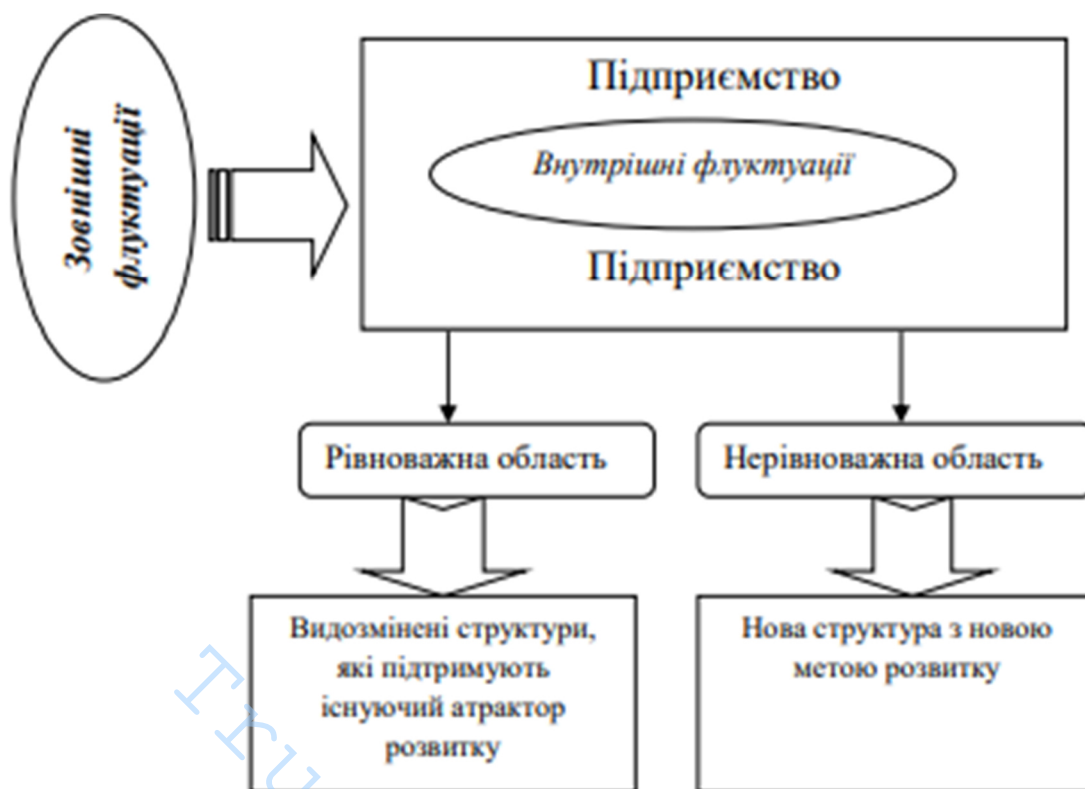 Зовнішні
флуктуації
Підприємство
Внутрішні флуктуації
Підприємство
Рівноважна область
Нерівноважна область
Видозмінені структури,
які підтримують
існуючий атрактор
розвитку
Нова структура з новою
метою розвитку
Tru